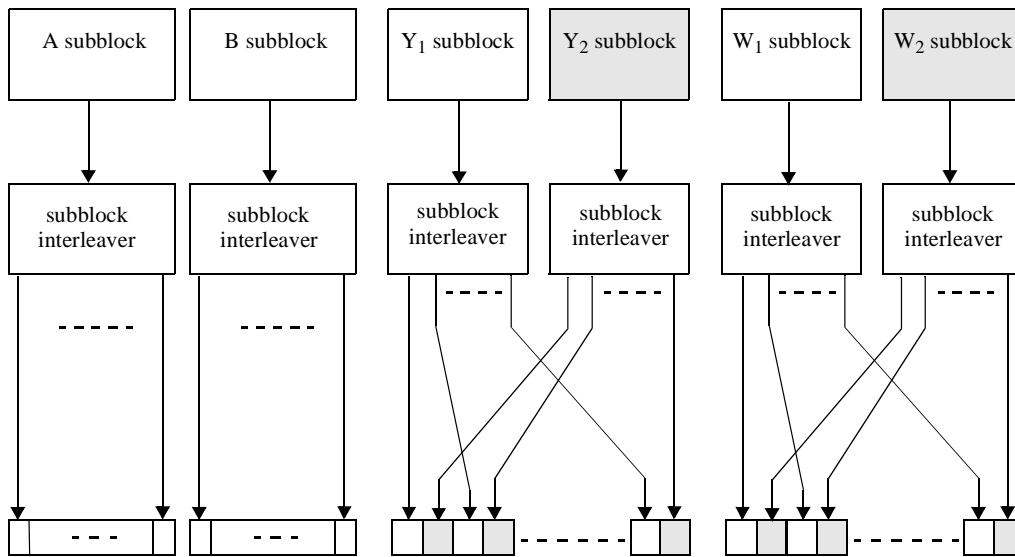 A subblock
B subblock
Y1 subblock
Y2 subblock
W1 subblock
W2 subblock
subblock
interleaver
subblock
interleaver
subblock
interleaver
subblock
interleaver
subblock
interleaver
subblock
interleaver